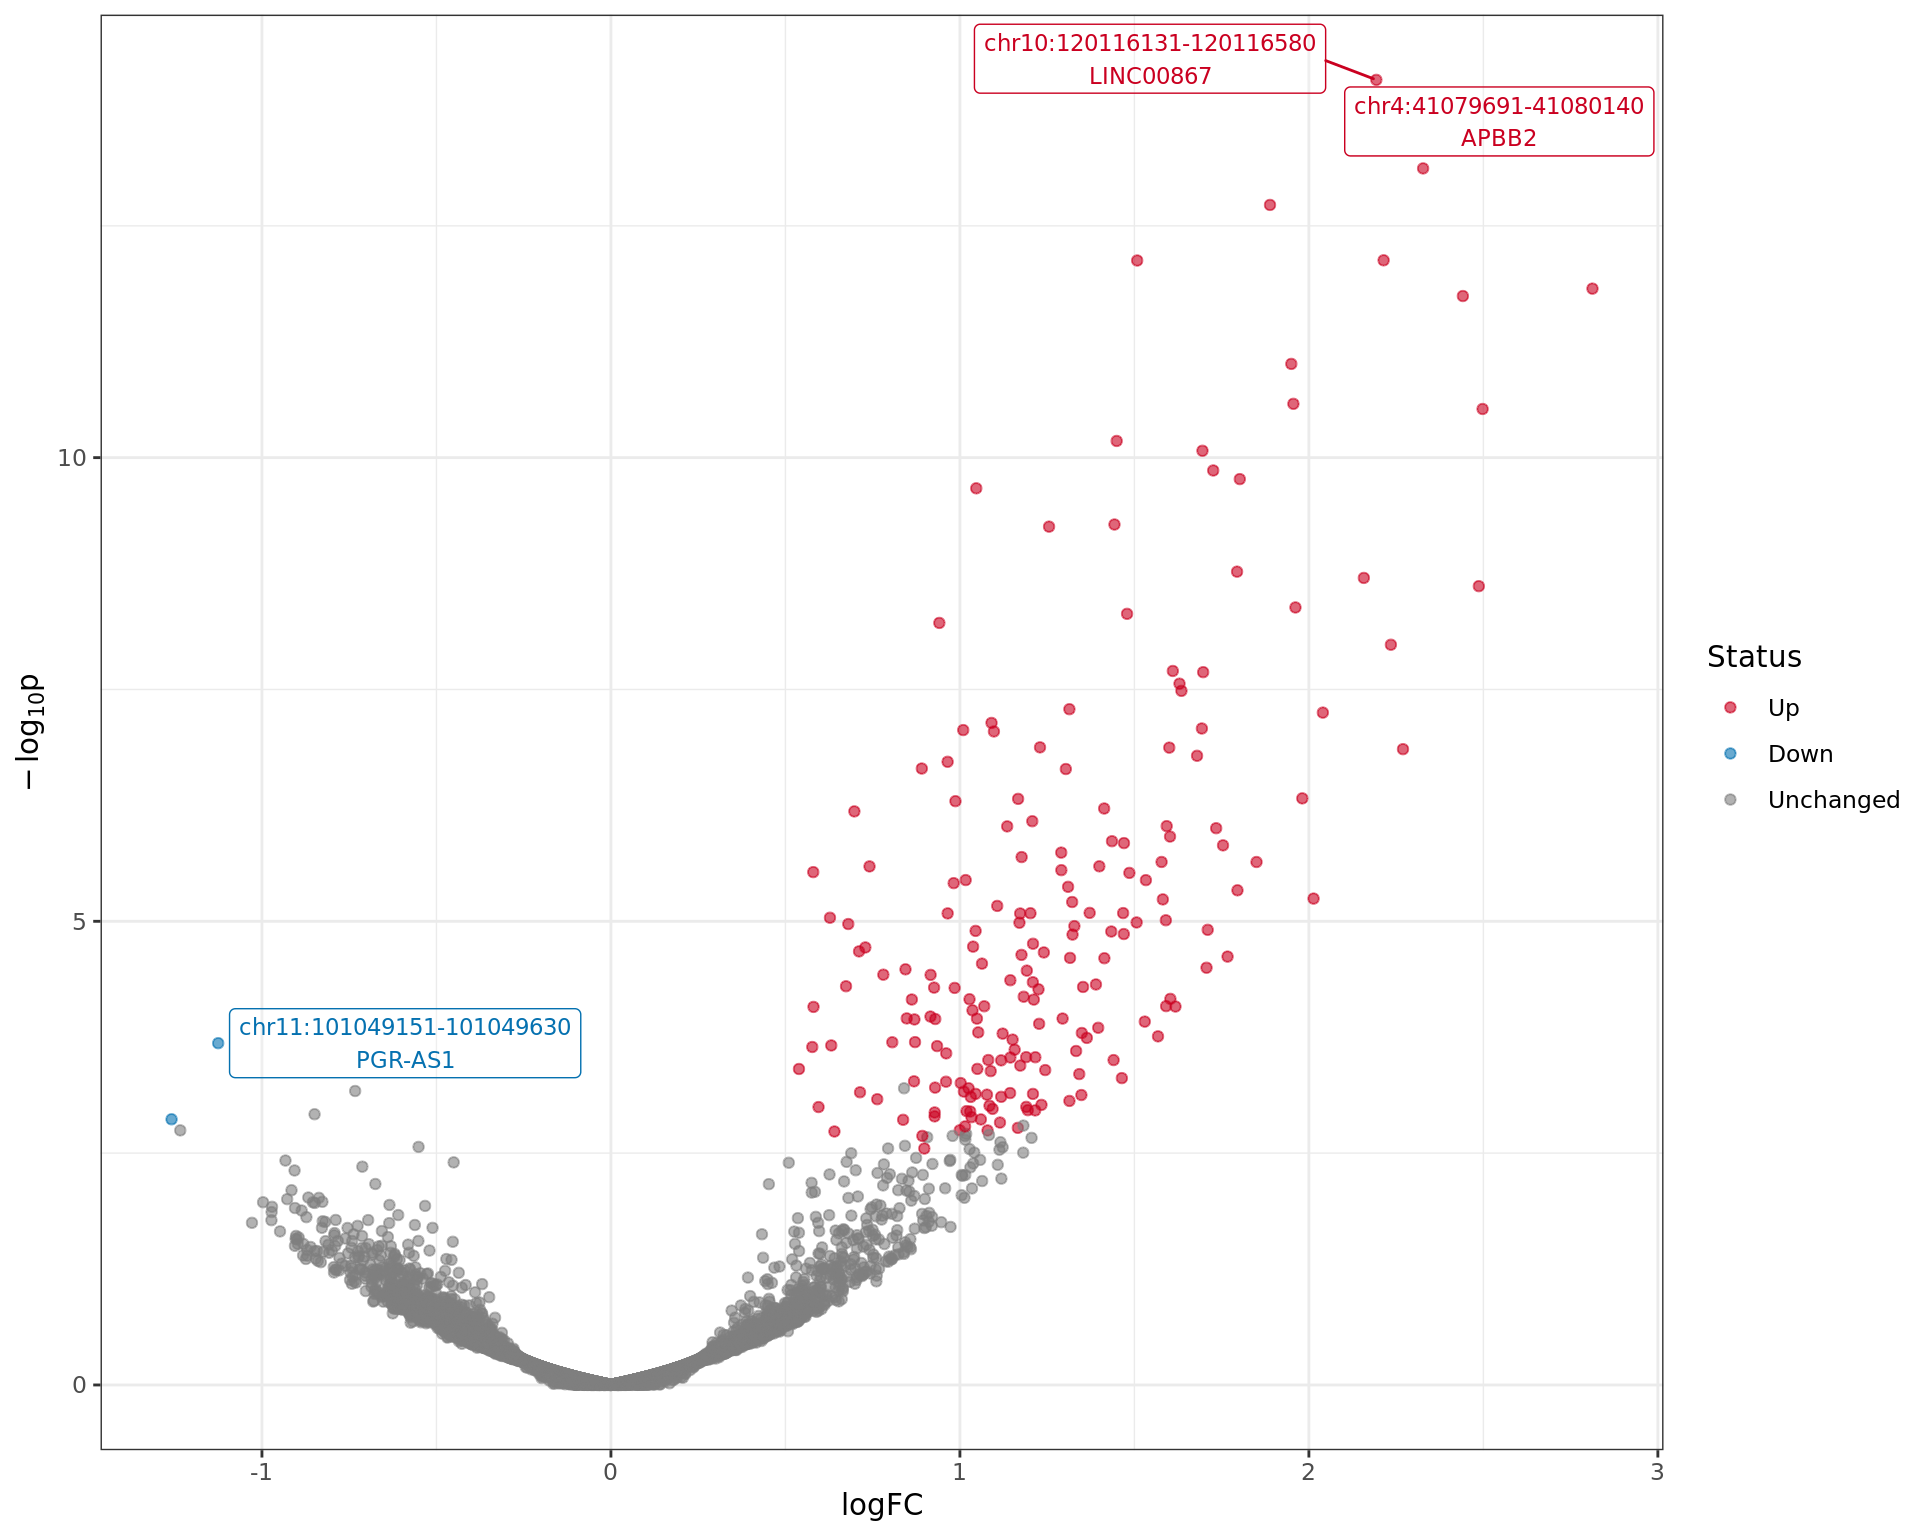 chr10:120116131-120116580
LINC00867
chr4:41079691-41080140
APBB2
chr11:101049151-101049630
PGR-AS1
10
5
0
-1
0
1
2
3
logFC
− log10p
Status
Up
Down
Unchanged